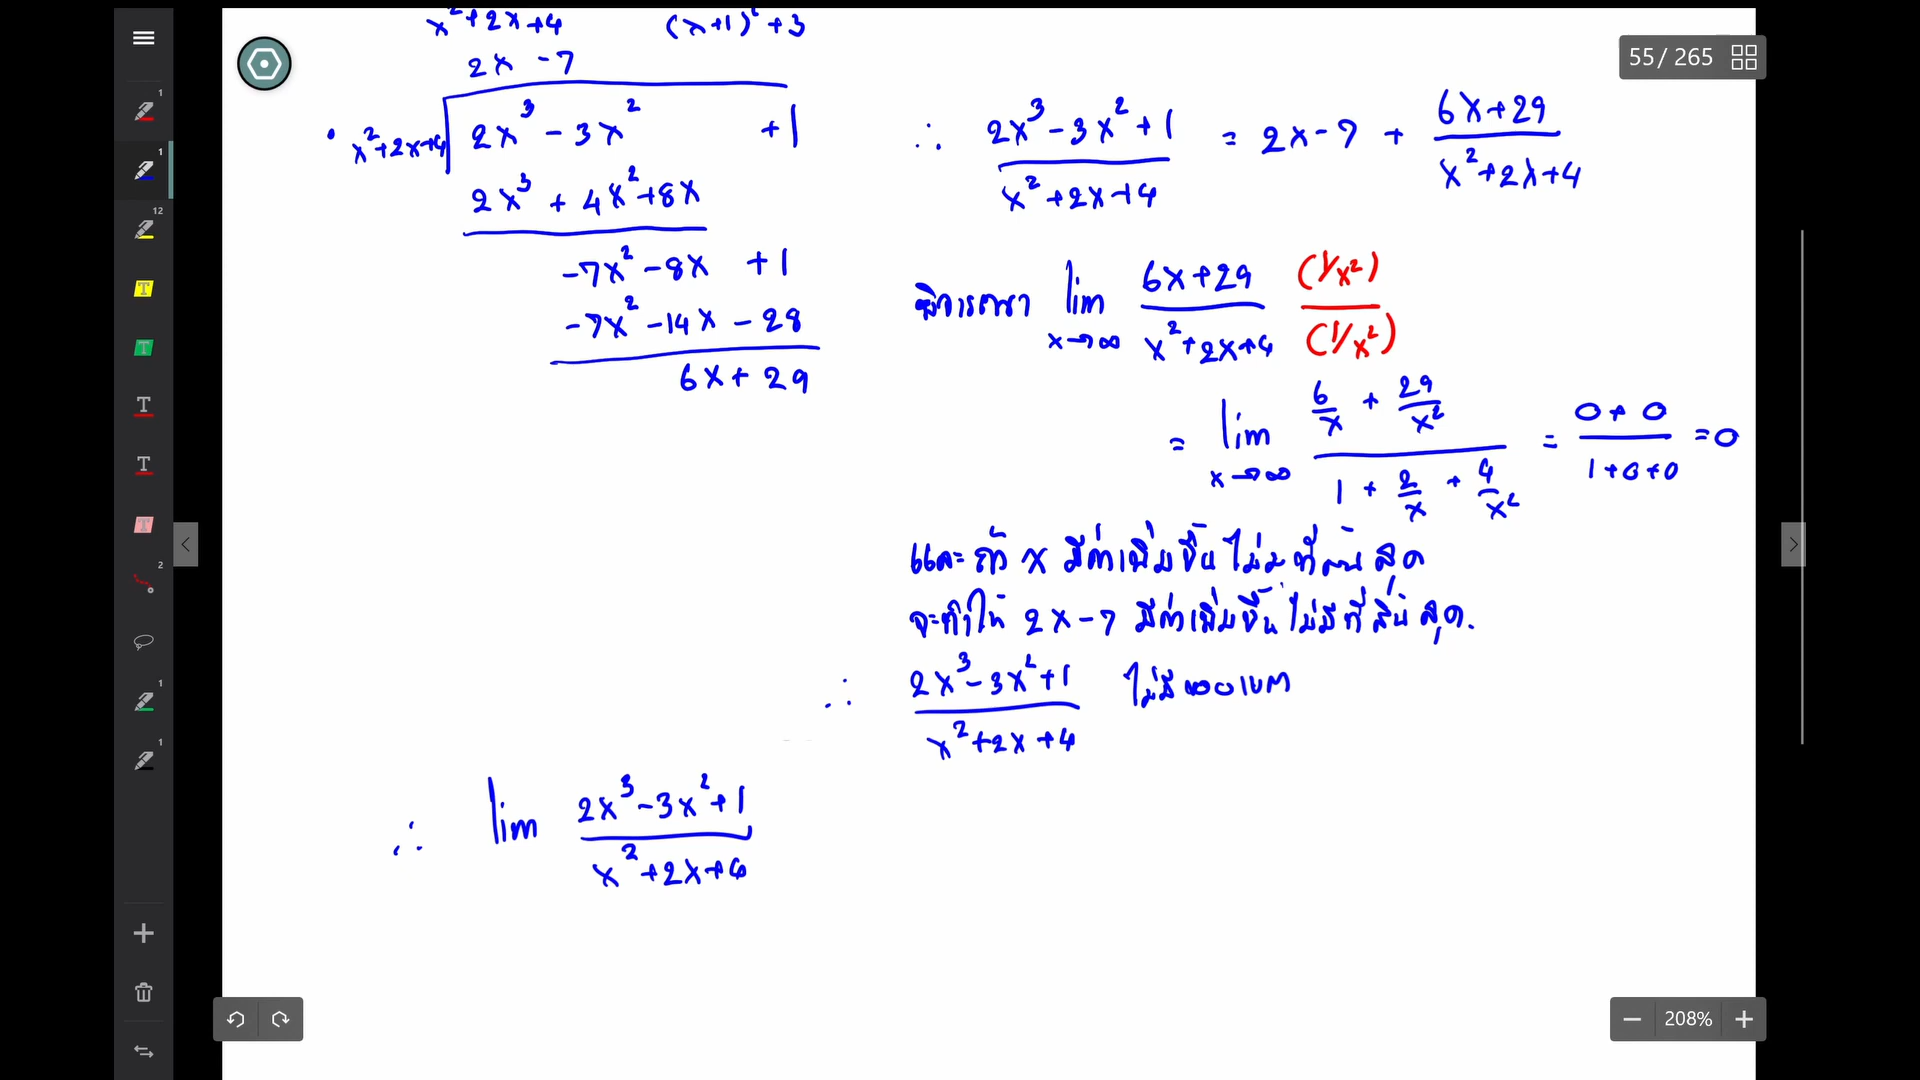 x²+2x+4 (x+1)²+3
55/ 265
2x -7
x²+2x+4 2x³ - 3x² +1
2x³ + 4x²+8x
-7x² -8x +1
-7x² -14x - 28
6x + 29
∴ 2x³-3x²+1 / x²+2x+4 = 2x-7 + 6x+29 / x²+2x+4
พิจารณา lim x→∞ 6x+29 / x²+2x+4 (1/x²) / (1/x²)
= lim x→∞ 6/x + 29/x² / 1 + 2/x + 4/x² = 0+0 / 1+0+0 =0
และ ถ้า x มีค่าเพิ่มขึ้น ไม่มีที่สิ้นสุด
จะทำให้ 2x-7 มีค่าเพิ่มขึ้น ไม่มีที่สิ้นสุด.
∴ 2x³-3x²+1 / x²+2x+4 ไม่มีขอบเขต
∴ lim 2x³-3x²+1 / x²+2x+4
208%